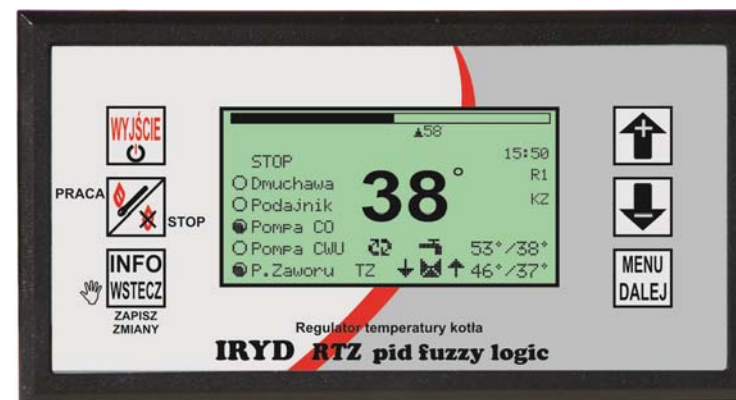 WYJŚCIE
PRACA
STOP
INFO
WSTECZ
ZAPISZ
ZMIANY
▲58
STOP
15:50
Dmuchawa
R1
Podajnik
38°
KZ
Pompa CO
Pompa CWU 53°/38°
P.Zaworu TZ 46°/37°
+
-
MENU
DALEJ
Regulator temperatury kotła
IRYD RTZ pid fuzzy logic